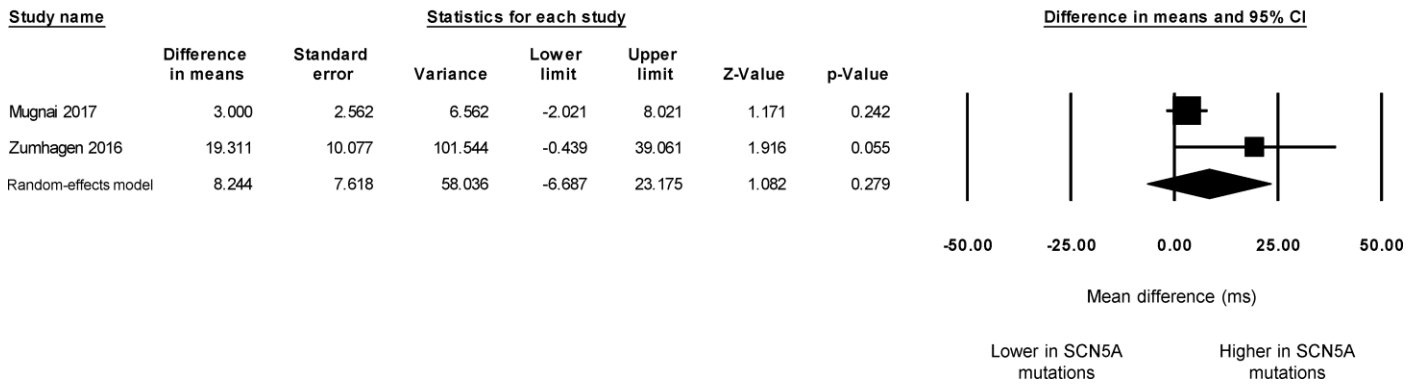 Study name Statistics for each study Difference in means and 95% CI
Difference Standard Lower Upper
in means error Variance limit limit Z-Value p-Value
Mugnai 2017 3.000 2.562 6.562 -2.021 8.021 1.171 0.242
Zumhagen 2016 19.311 10.077 101.544 -0.439 39.061 1.916 0.055
Random-effects model 8.244 7.618 58.036 -6.687 23.175 1.082 0.279
-50.00 -25.00 0.00 25.00 50.00
Mean difference (ms)
Lower in SCN5A Higher in SCN5A
mutations mutations